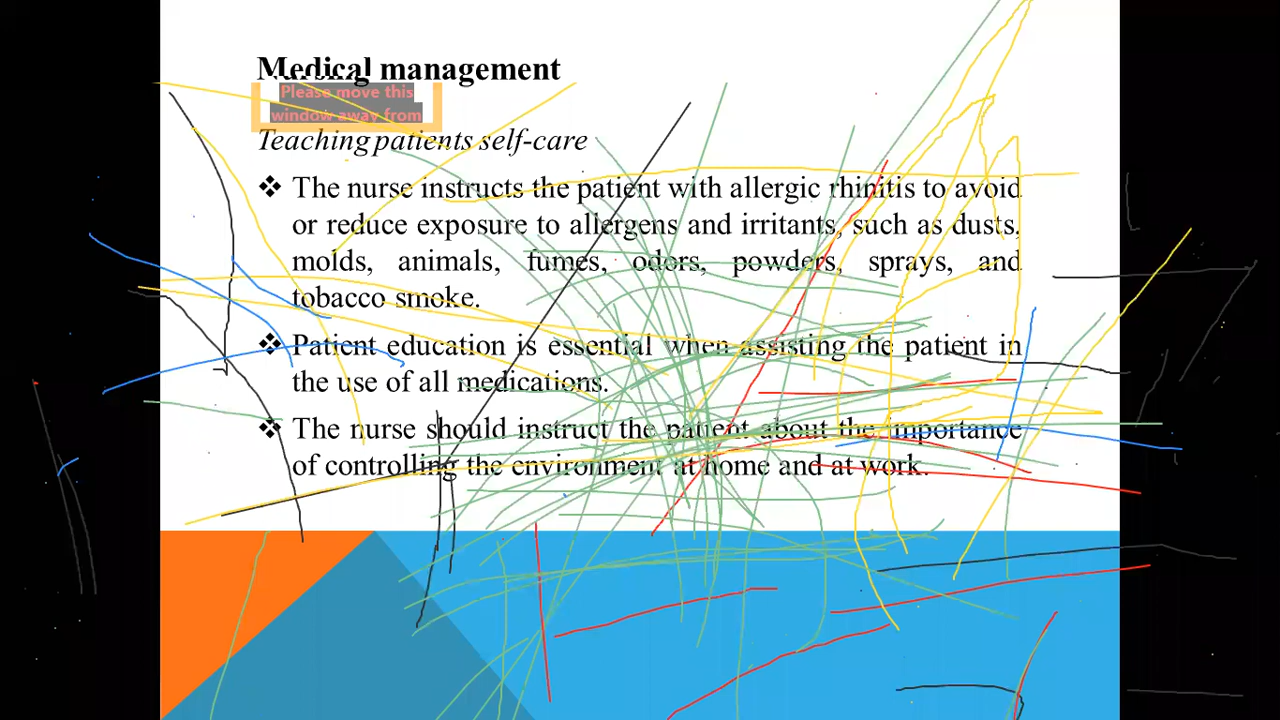 Medical management
Please move this
window away from
Teaching patients self-care
❖ The nurse instructs the patient with allergic rhinitis to avoid
or reduce exposure to allergens and irritants, such as dusts,
molds, animals, fumes, odors, powders, sprays, and
tobacco smoke.
❖ Patient education is essential when assisting the patient in
the use of all medications.
❖ The nurse should instruct the patient about the importance
of controlling the environment at home and at work.